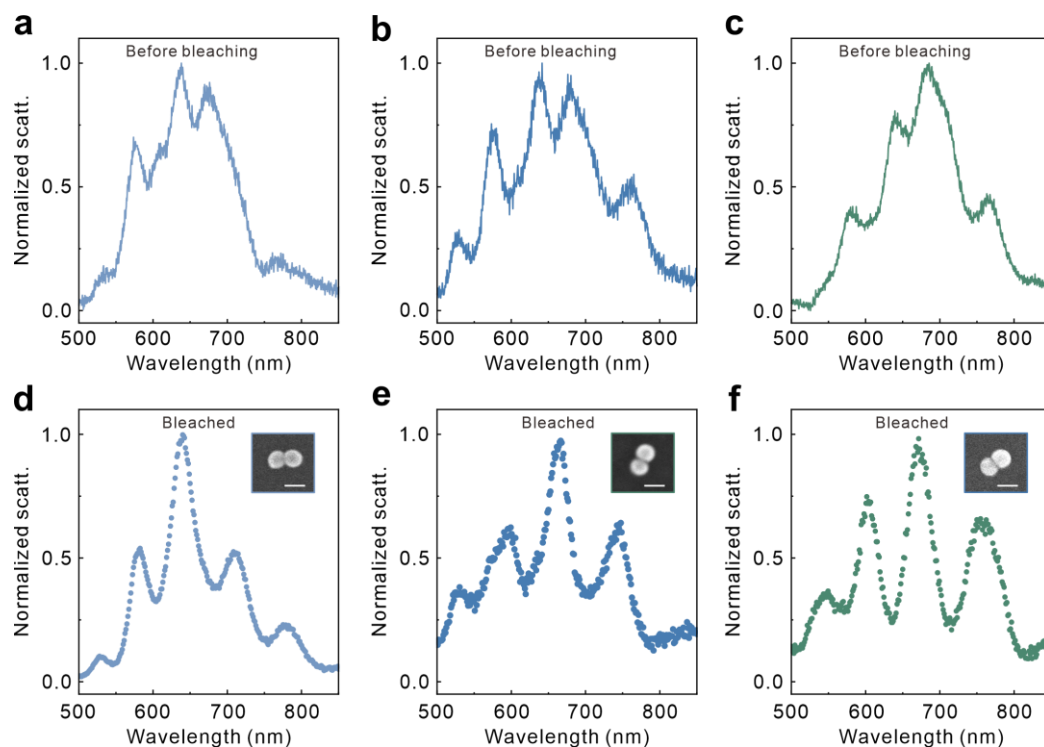 a
Before bleaching
Normalized scatt.
1.0
0.5
0.0
500 600 700 800
Wavelength (nm)
b
Before bleaching
Normalized scatt.
1.0
0.5
0.0
500 600 700 800
Wavelength (nm)
c
Before bleaching
Normalized scatt.
1.0
0.5
0.0
500 600 700 800
Wavelength (nm)
d
Bleached
Normalized scatt.
1.0
0.5
0.0
500 600 700 800
Wavelength (nm)
e
Bleached
Normalized scatt.
1.0
0.5
0.0
500 600 700 800
Wavelength (nm)
f
Bleached
Normalized scatt.
1.0
0.5
0.0
500 600 700 800
Wavelength (nm)